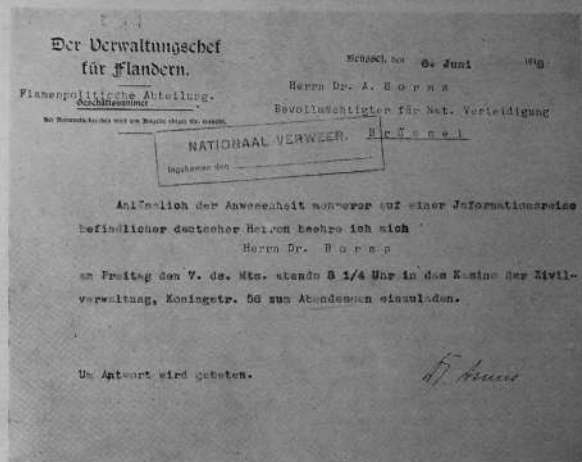 Der Verwaltungschef
für Flandern.
Flamenpolitische Abteilung.
Geschäftsnummer
Brüssel, den 6. Juni 1918
Herrn Dr. A. Borms
Bevollmächtigter für Nat. Verteidigung
Brüssel
NATIONAAL VERWEER.
Ingekomen den
Anläßlich der Anwesenheit mehrerer auf einer Informationsreise
befindlicher deutscher Herren beehre ich mich
Herrn Dr. Borms
am Freitag den 7. ds. Mts. abends 8 1/4 Uhr in das Kasino der Zivil-
verwaltung, Koningstr. 56 zum Abendessen einzuladen.
Um Antwort wird gebeten.